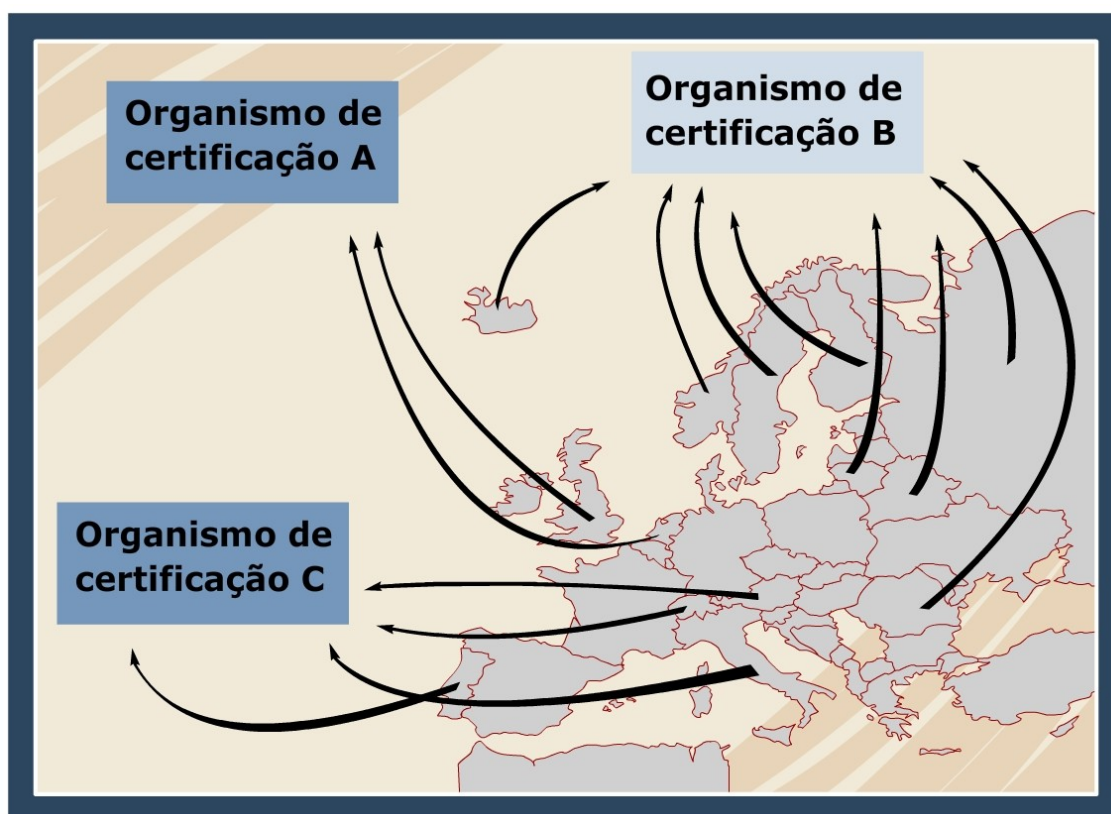 Organismo de
certificação A
Organismo de
certificação B
Organismo de
certificação C